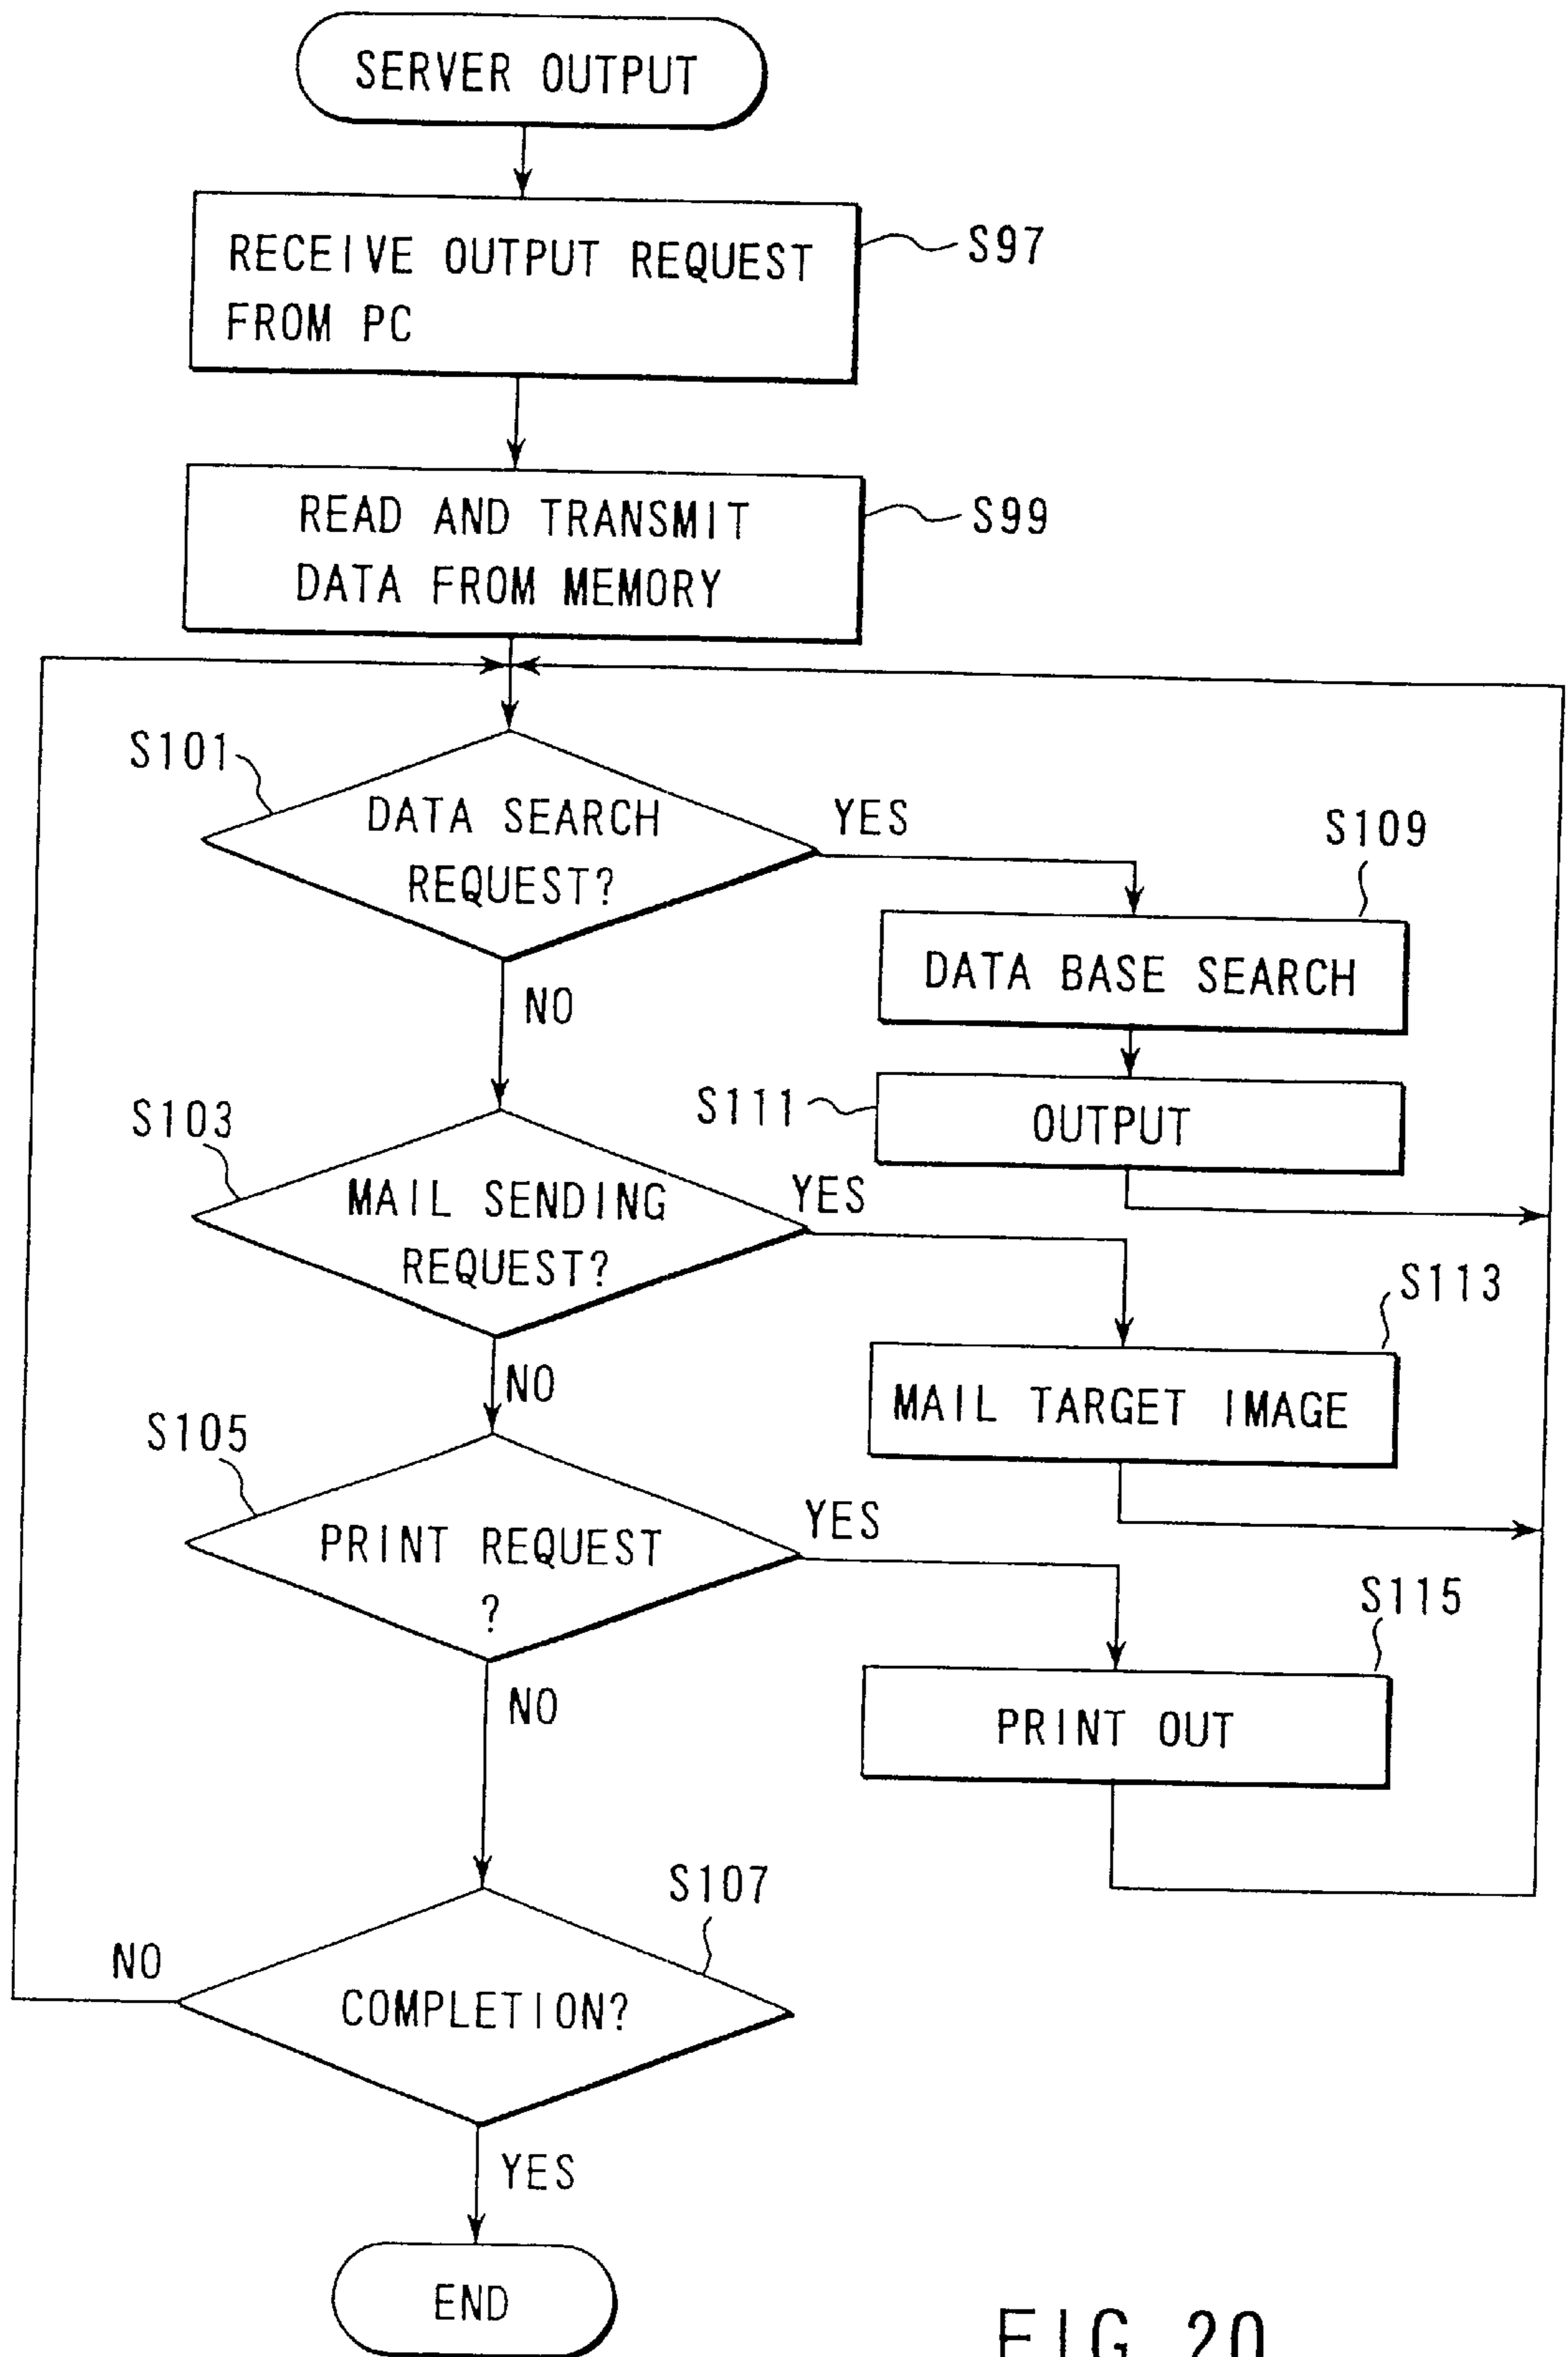 SERVER OUTPUT
RECEIVE OUTPUT REQUEST
FROM PC
S97
READ AND TRANSMIT
DATA FROM MEMORY
S99
S101
DATA SEARCH
REQUEST?
YES
S109
DATA BASE SEARCH
NO
S111
OUTPUT
S103
MAIL SENDING
REQUEST?
YES
S113
MAIL TARGET IMAGE
NO
S105
PRINT REQUEST
?
YES
S115
PRINT OUT
NO
S107
COMPLETION?
NO
YES
END
FIG. 20